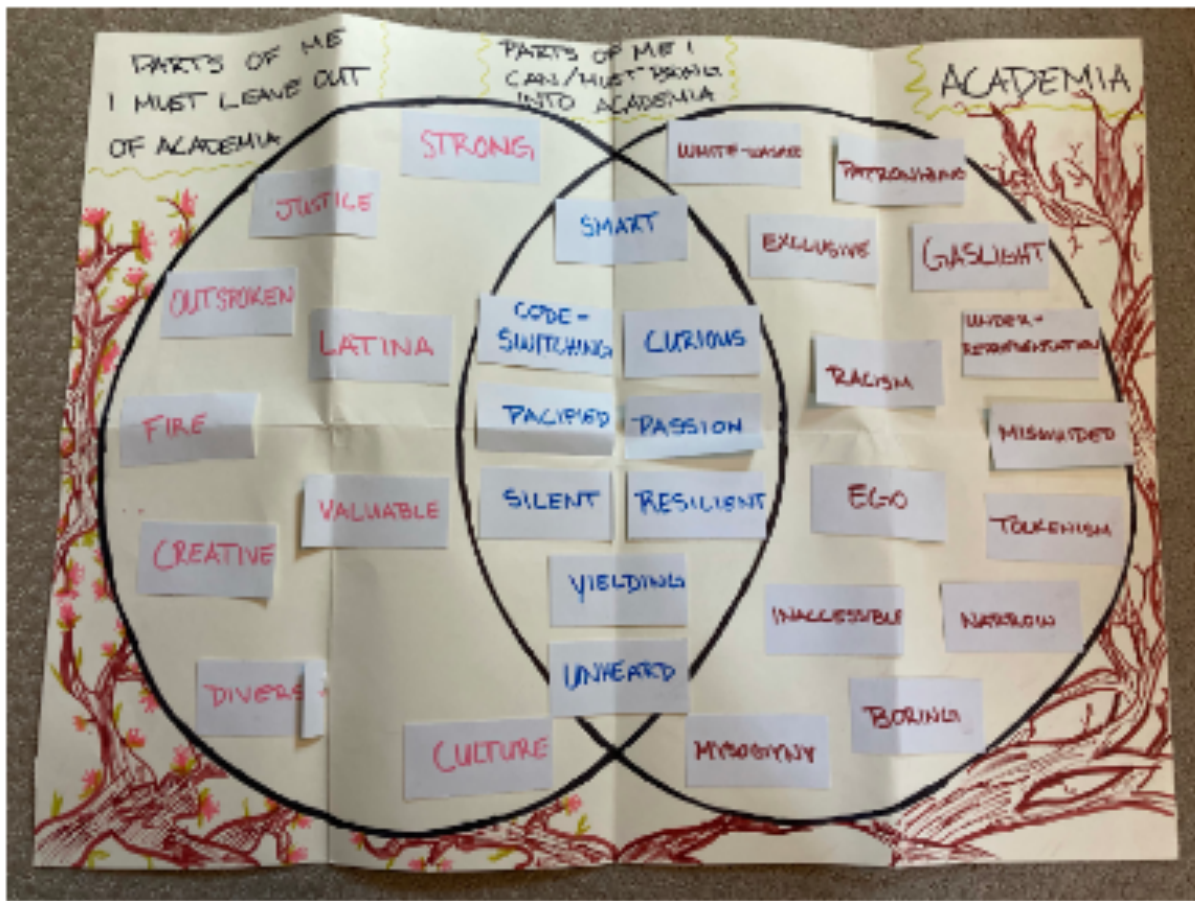 PARTS OF ME
I MUST LEAVE OUT
OF ACADEMIA
PARTS OF ME I
CAN/MUST BRING
INTO ACADEMIA
ACADEMIA
STRONG
JUSTICE
OUTSPOKEN
LATINA
FIRE
VALUABLE
CREATIVE
DIVERS
CULTURE
SMART
CODE-
SWITCHING
CURIOUS
PACIFIED
PASSION
SILENT
RESILIENT
YIELDING
UNHEARD
WHITE-WASHED
PATRONIZING
EXCLUSIVE
GASLIGHT
UNDER-
REPRESENTATION
RACISM
MISGUIDED
EGO
TOKENISM
INACCESSIBLE
NARROW
BORING
MYSOGYNY